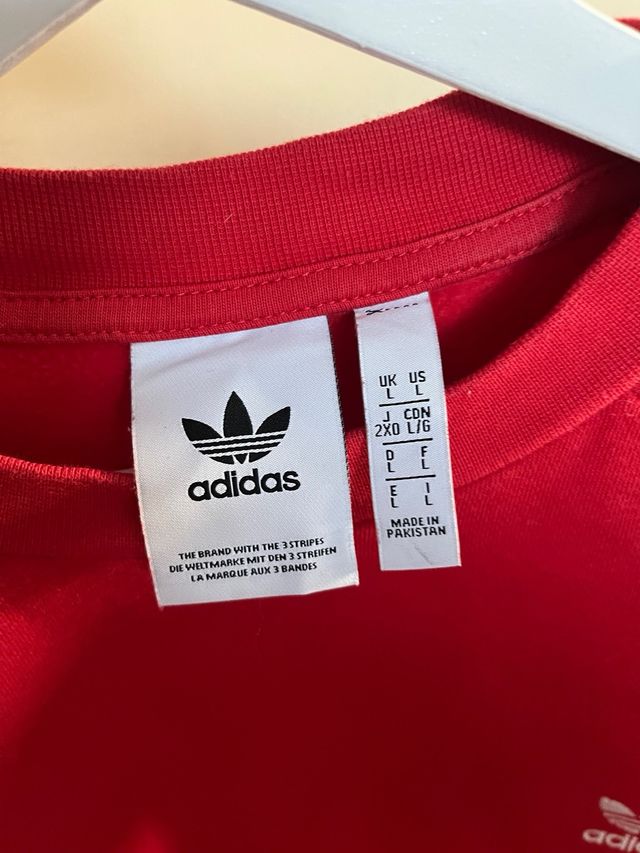 adidas
THE BRAND WITH THE 3 STRIPES
DIE WELTMARKE MIT DEN 3 STREIFEN
LA MARQUE AUX 3 BANDES
UK US
L L
J CDN
2XO L/G
D F
L L
E I
L L
MADE IN
PAKISTAN
adi